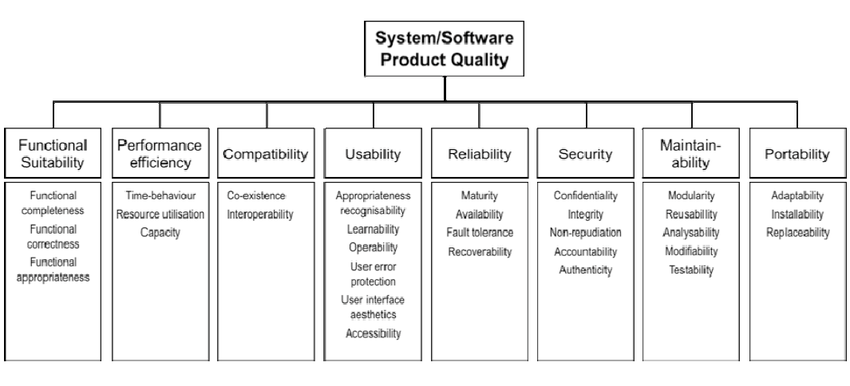 System/Software
Product Quality
Functional
Suitability
Performance
efficiency
Compatibility
Usability
Reliability
Security
Maintain-
ability
Portability
Functional
completeness
Functional
correctness
Functional
appropriateness
Time-behaviour
Resource utilisation
Capacity
Co-existence
Interoperability
Appropriateness
recognisability
Learnability
Operability
User error
protection
User interface
aesthetics
Accessibility
Maturity
Availability
Fault tolerance
Recoverability
Confidentiality
Integrity
Non-repudiation
Accountability
Authenticity
Modularity
Reusability
Analysability
Modifiability
Testability
Adaptability
Installability
Replaceability